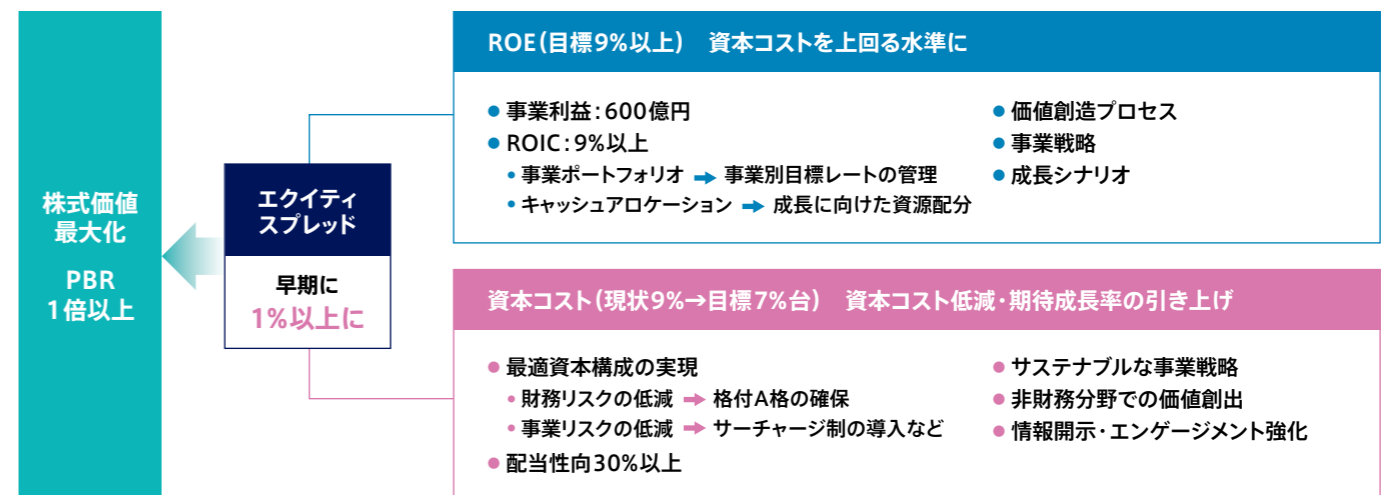 株式価値
最大化
PBR
1倍以上
エクイティ
スプレッド
早期に
1%以上に
ROE(目標9%以上) 資本コストを上回る水準に
● 事業利益:600億円
● ROIC:9%以上
• 事業ポートフォリオ ➡ 事業別目標レートの管理
• キャッシュアロケーション ➡ 成長に向けた資源配分
● 価値創造プロセス
● 事業戦略
● 成長シナリオ
資本コスト(現状9%→目標7%台) 資本コスト低減・期待成長率の引き上げ
● 最適資本構成の実現
• 財務リスクの低減 ➡ 格付A格の確保
• 事業リスクの低減 ➡ サーチャージ制の導入など
● 配当性向30%以上
● サステナブルな事業戦略
● 非財務分野での価値創出
● 情報開示・エンゲージメント強化